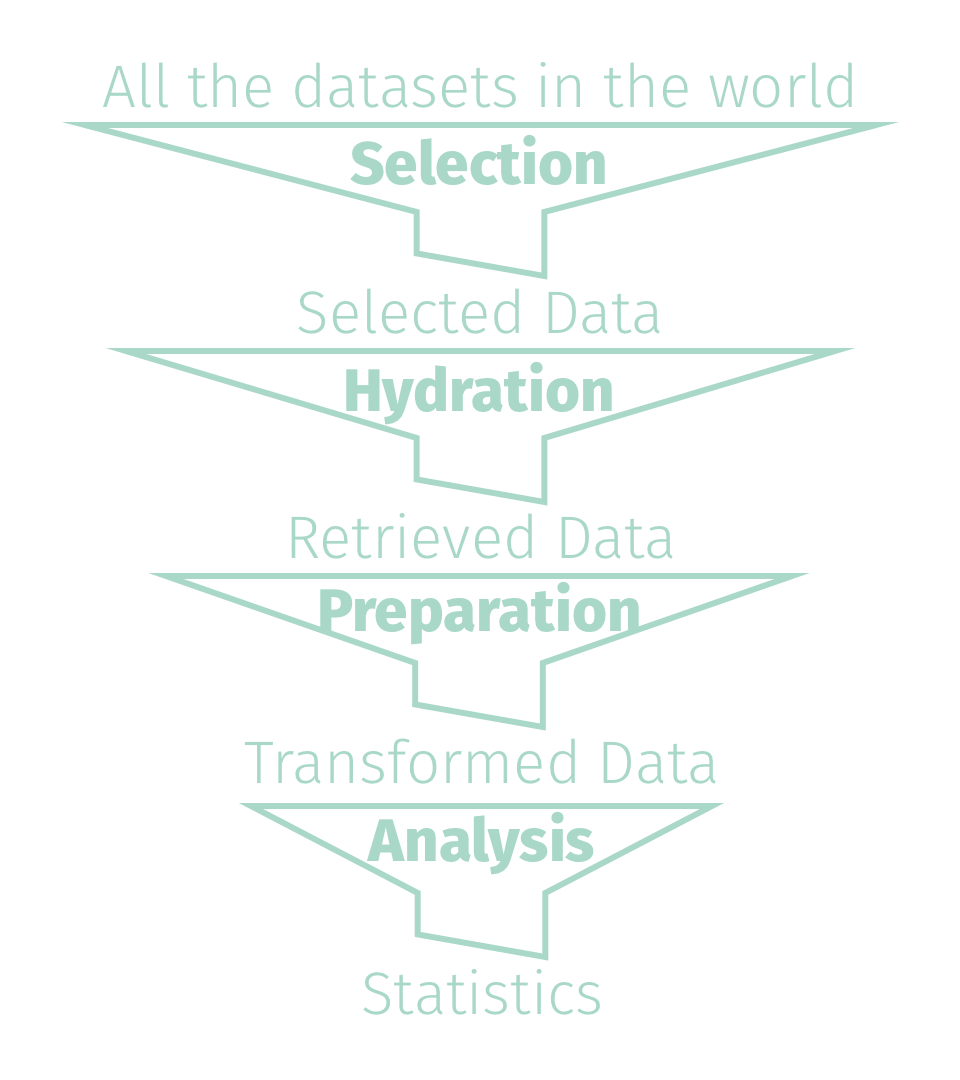 All the datasets in the world
Selection
Selected Data
Hydration
Retrieved Data
Preparation
Transformed Data
Analysis
Statistics